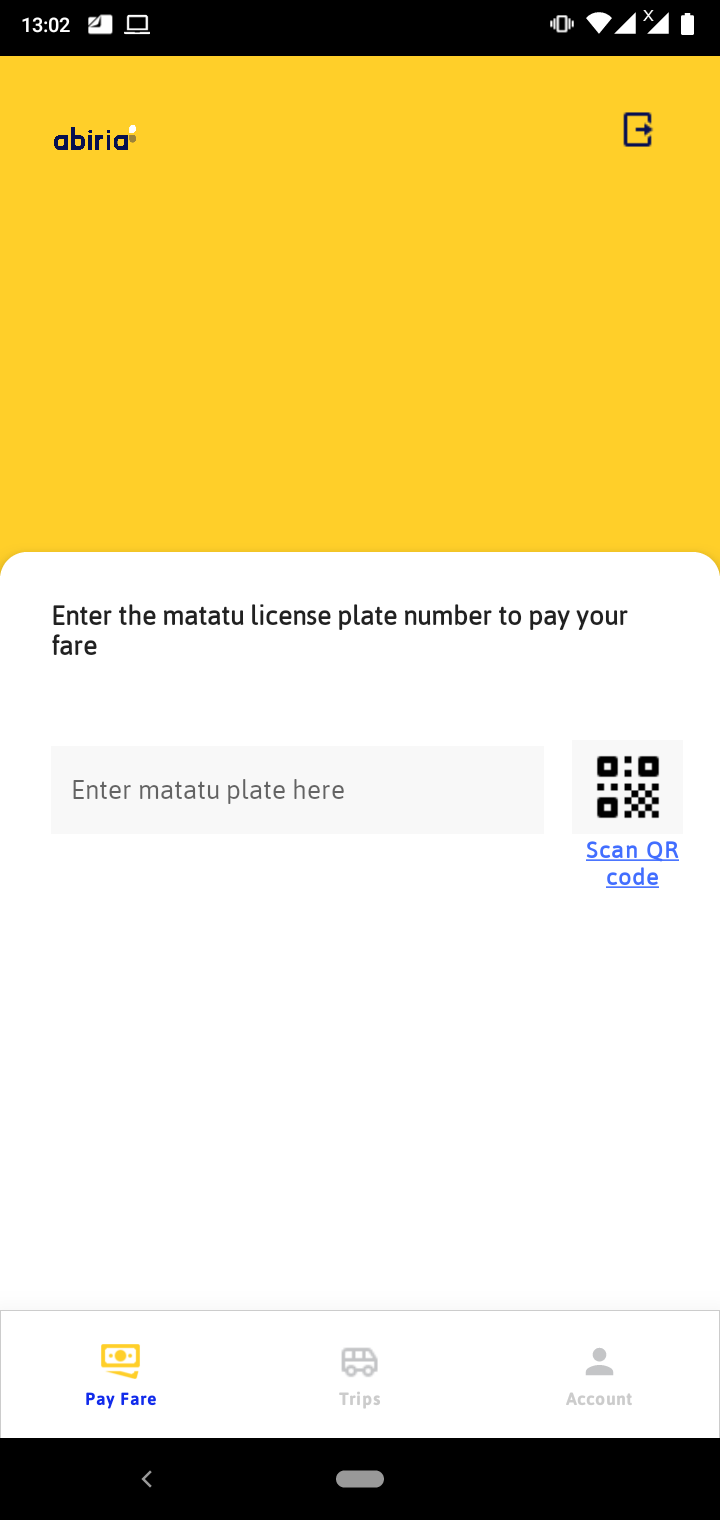 13:02
X
abiria
Enter the matatu license plate number to pay your
fare
Enter matatu plate here
Scan QR
code
Pay Fare
Trips
Account